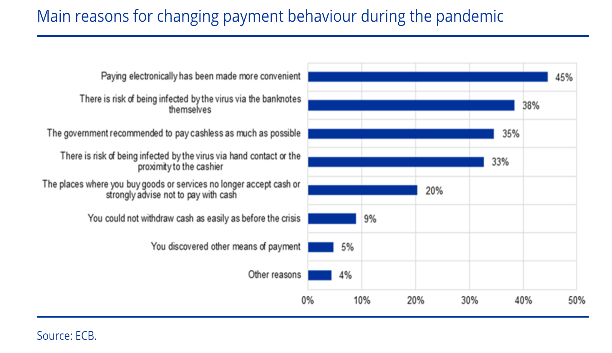 Main reasons for changing payment behaviour during the pandemic
Paying electronically has been made more convenient
45%
There is risk of being infected by the virus via the banknotes
themselves
38%
The government recommended to pay cashless as much as possible
35%
There is risk of being infected by the virus via hand contact or the
proximity to the cashier
33%
The places where you buy goods or services no longer accept cash or
strongly advise not to pay with cash
20%
You could not withdraw cash as easily as before the crisis
9%
You discovered other means of payment
5%
Other reasons
4%
0% 10% 20% 30% 40% 50%
Source: ECB.